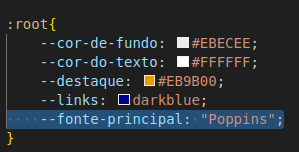 :root{
    --cor-de-fundo: #EBECEE;
    --cor-do-texto: #FFFFFF;
    --destaque: #EB9B00;
    --links: darkblue;
    --fonte-principal: "Poppins";
}